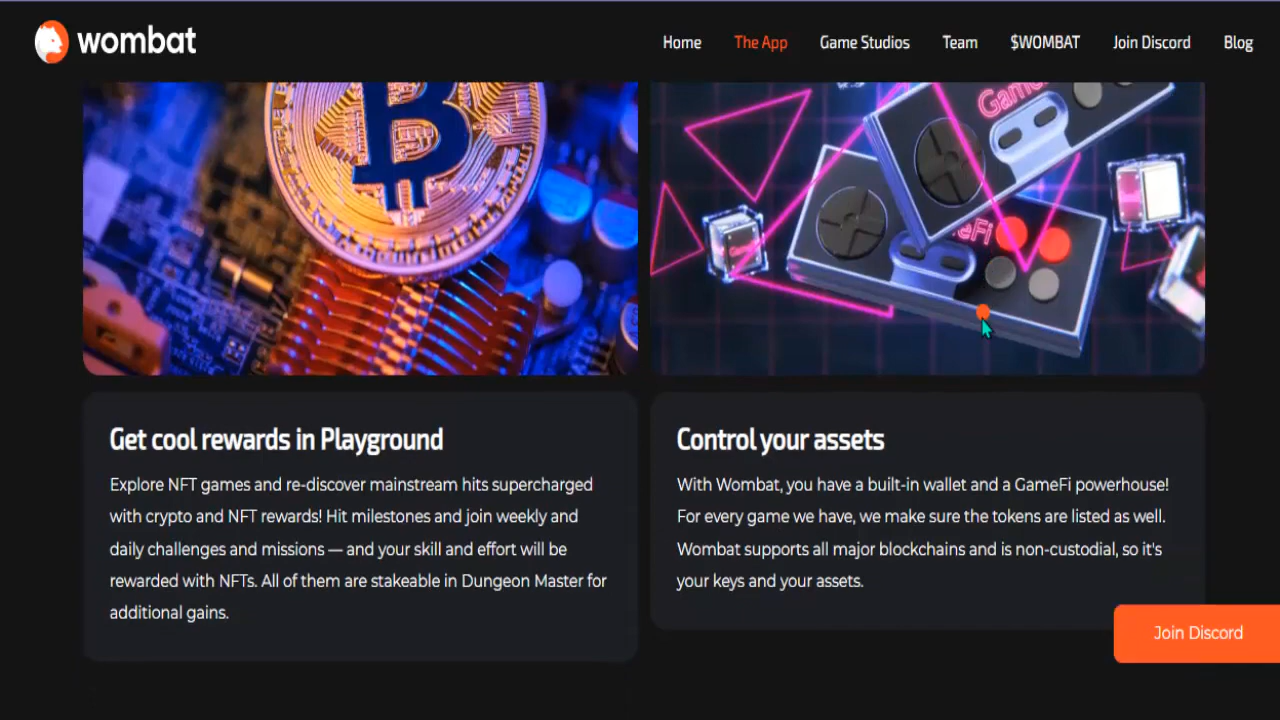 wombat
Home The App Game Studios Team $WOMBAT Join Discord Blog
Game
eFi
Get cool rewards in Playground
Explore NFT games and re-discover mainstream hits supercharged
with crypto and NFT rewards! Hit milestones and join weekly and
daily challenges and missions — and your skill and effort will be
rewarded with NFTs. All of them are stakeable in Dungeon Master for
additional gains.
Control your assets
With Wombat, you have a built-in wallet and a GameFi powerhouse!
For every game we have, we make sure the tokens are listed as well.
Wombat supports all major blockchains and is non-custodial, so it's
your keys and your assets.
Join Discord